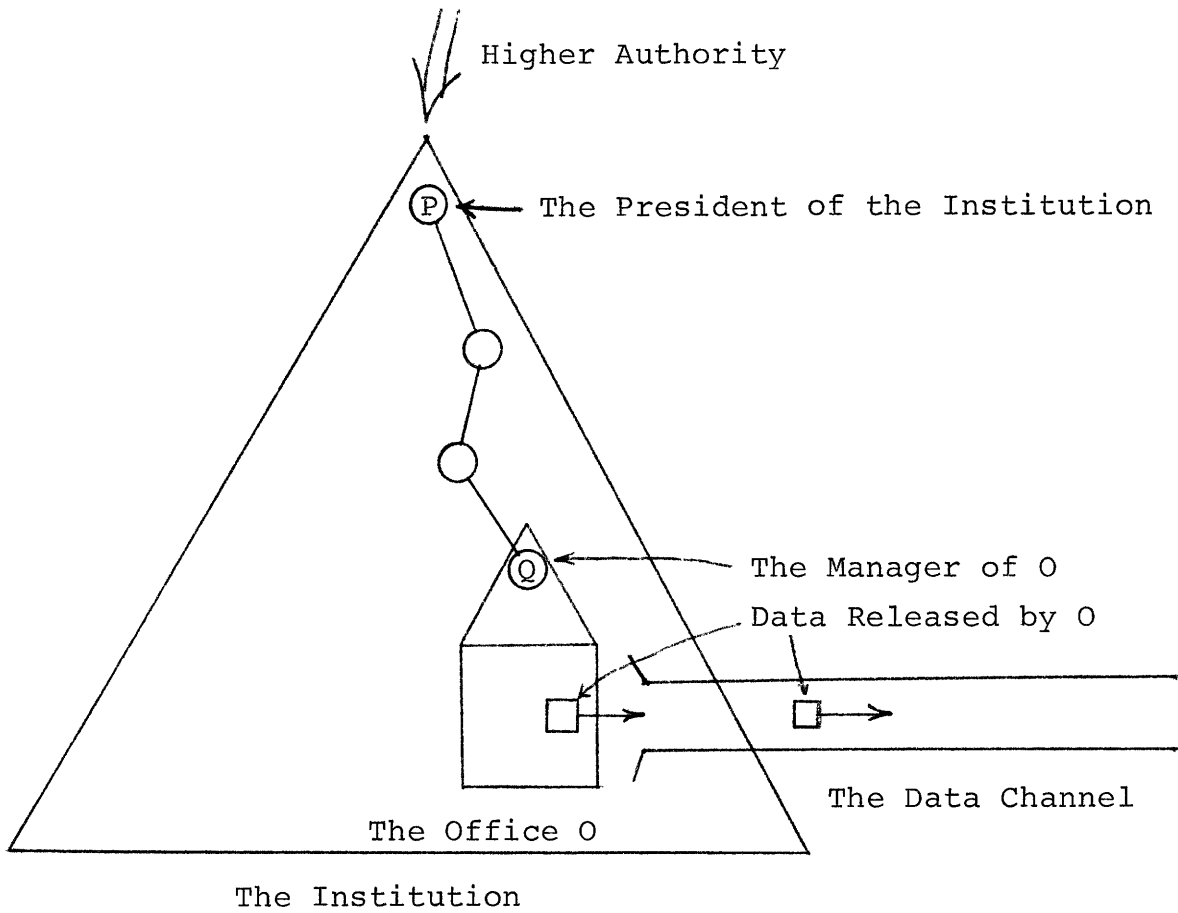 Higher Authority
P
The President of the Institution
Q
The Manager of O
Data Released by O
The Data Channel
The Office O
The Institution